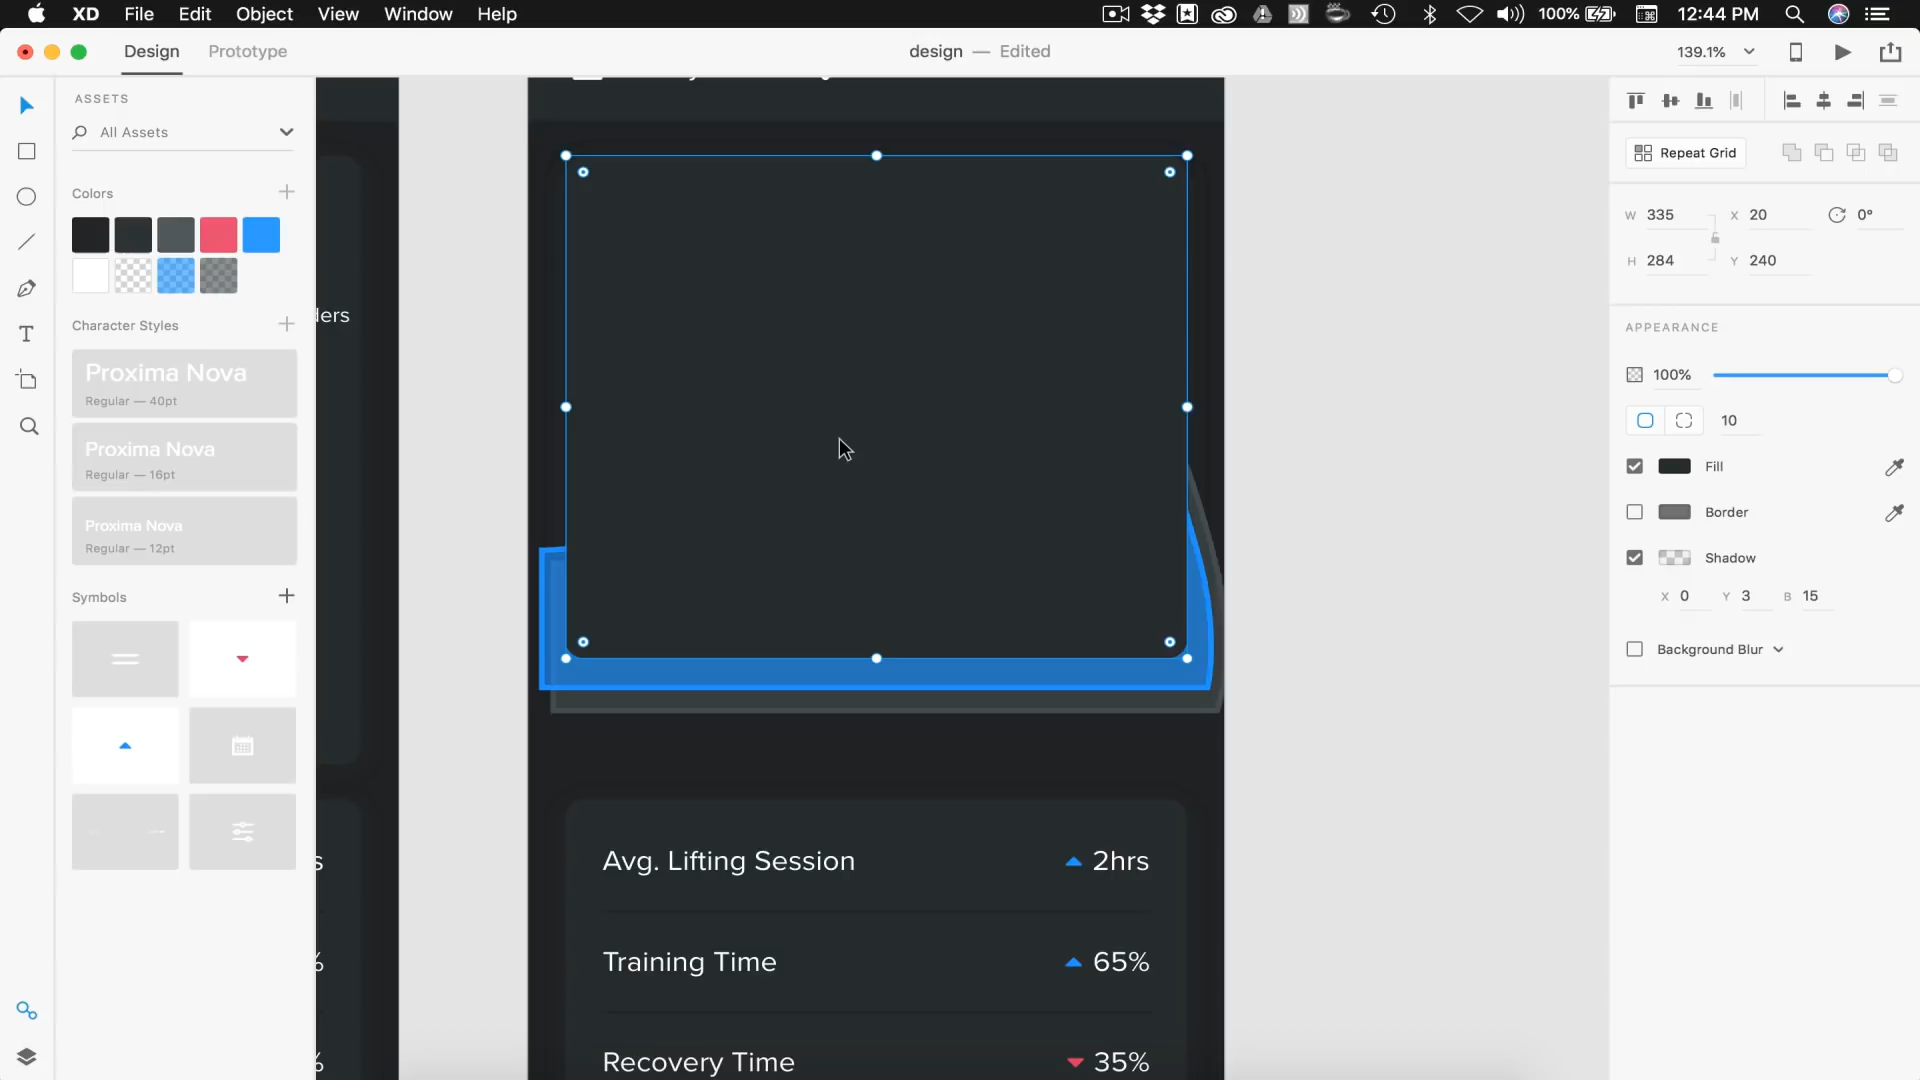 XD File Edit Object View Window Help 100% 12:44 PM
Design Prototype design — Edited 139.1%
ASSETS
All Assets
Colors
Character Styles
Proxima Nova
Regular — 40pt
Proxima Nova
Regular — 16pt
Proxima Nova
Regular — 12pt
Symbols
ders
s
%
%
Avg. Lifting Session 2hrs
Training Time 65%
Recovery Time 35%
Repeat Grid
W 335 X 20 0°
H 284 Y 240
APPEARANCE
100%
10
Fill
Border
Shadow
X 0 Y 3 B 15
Background Blur